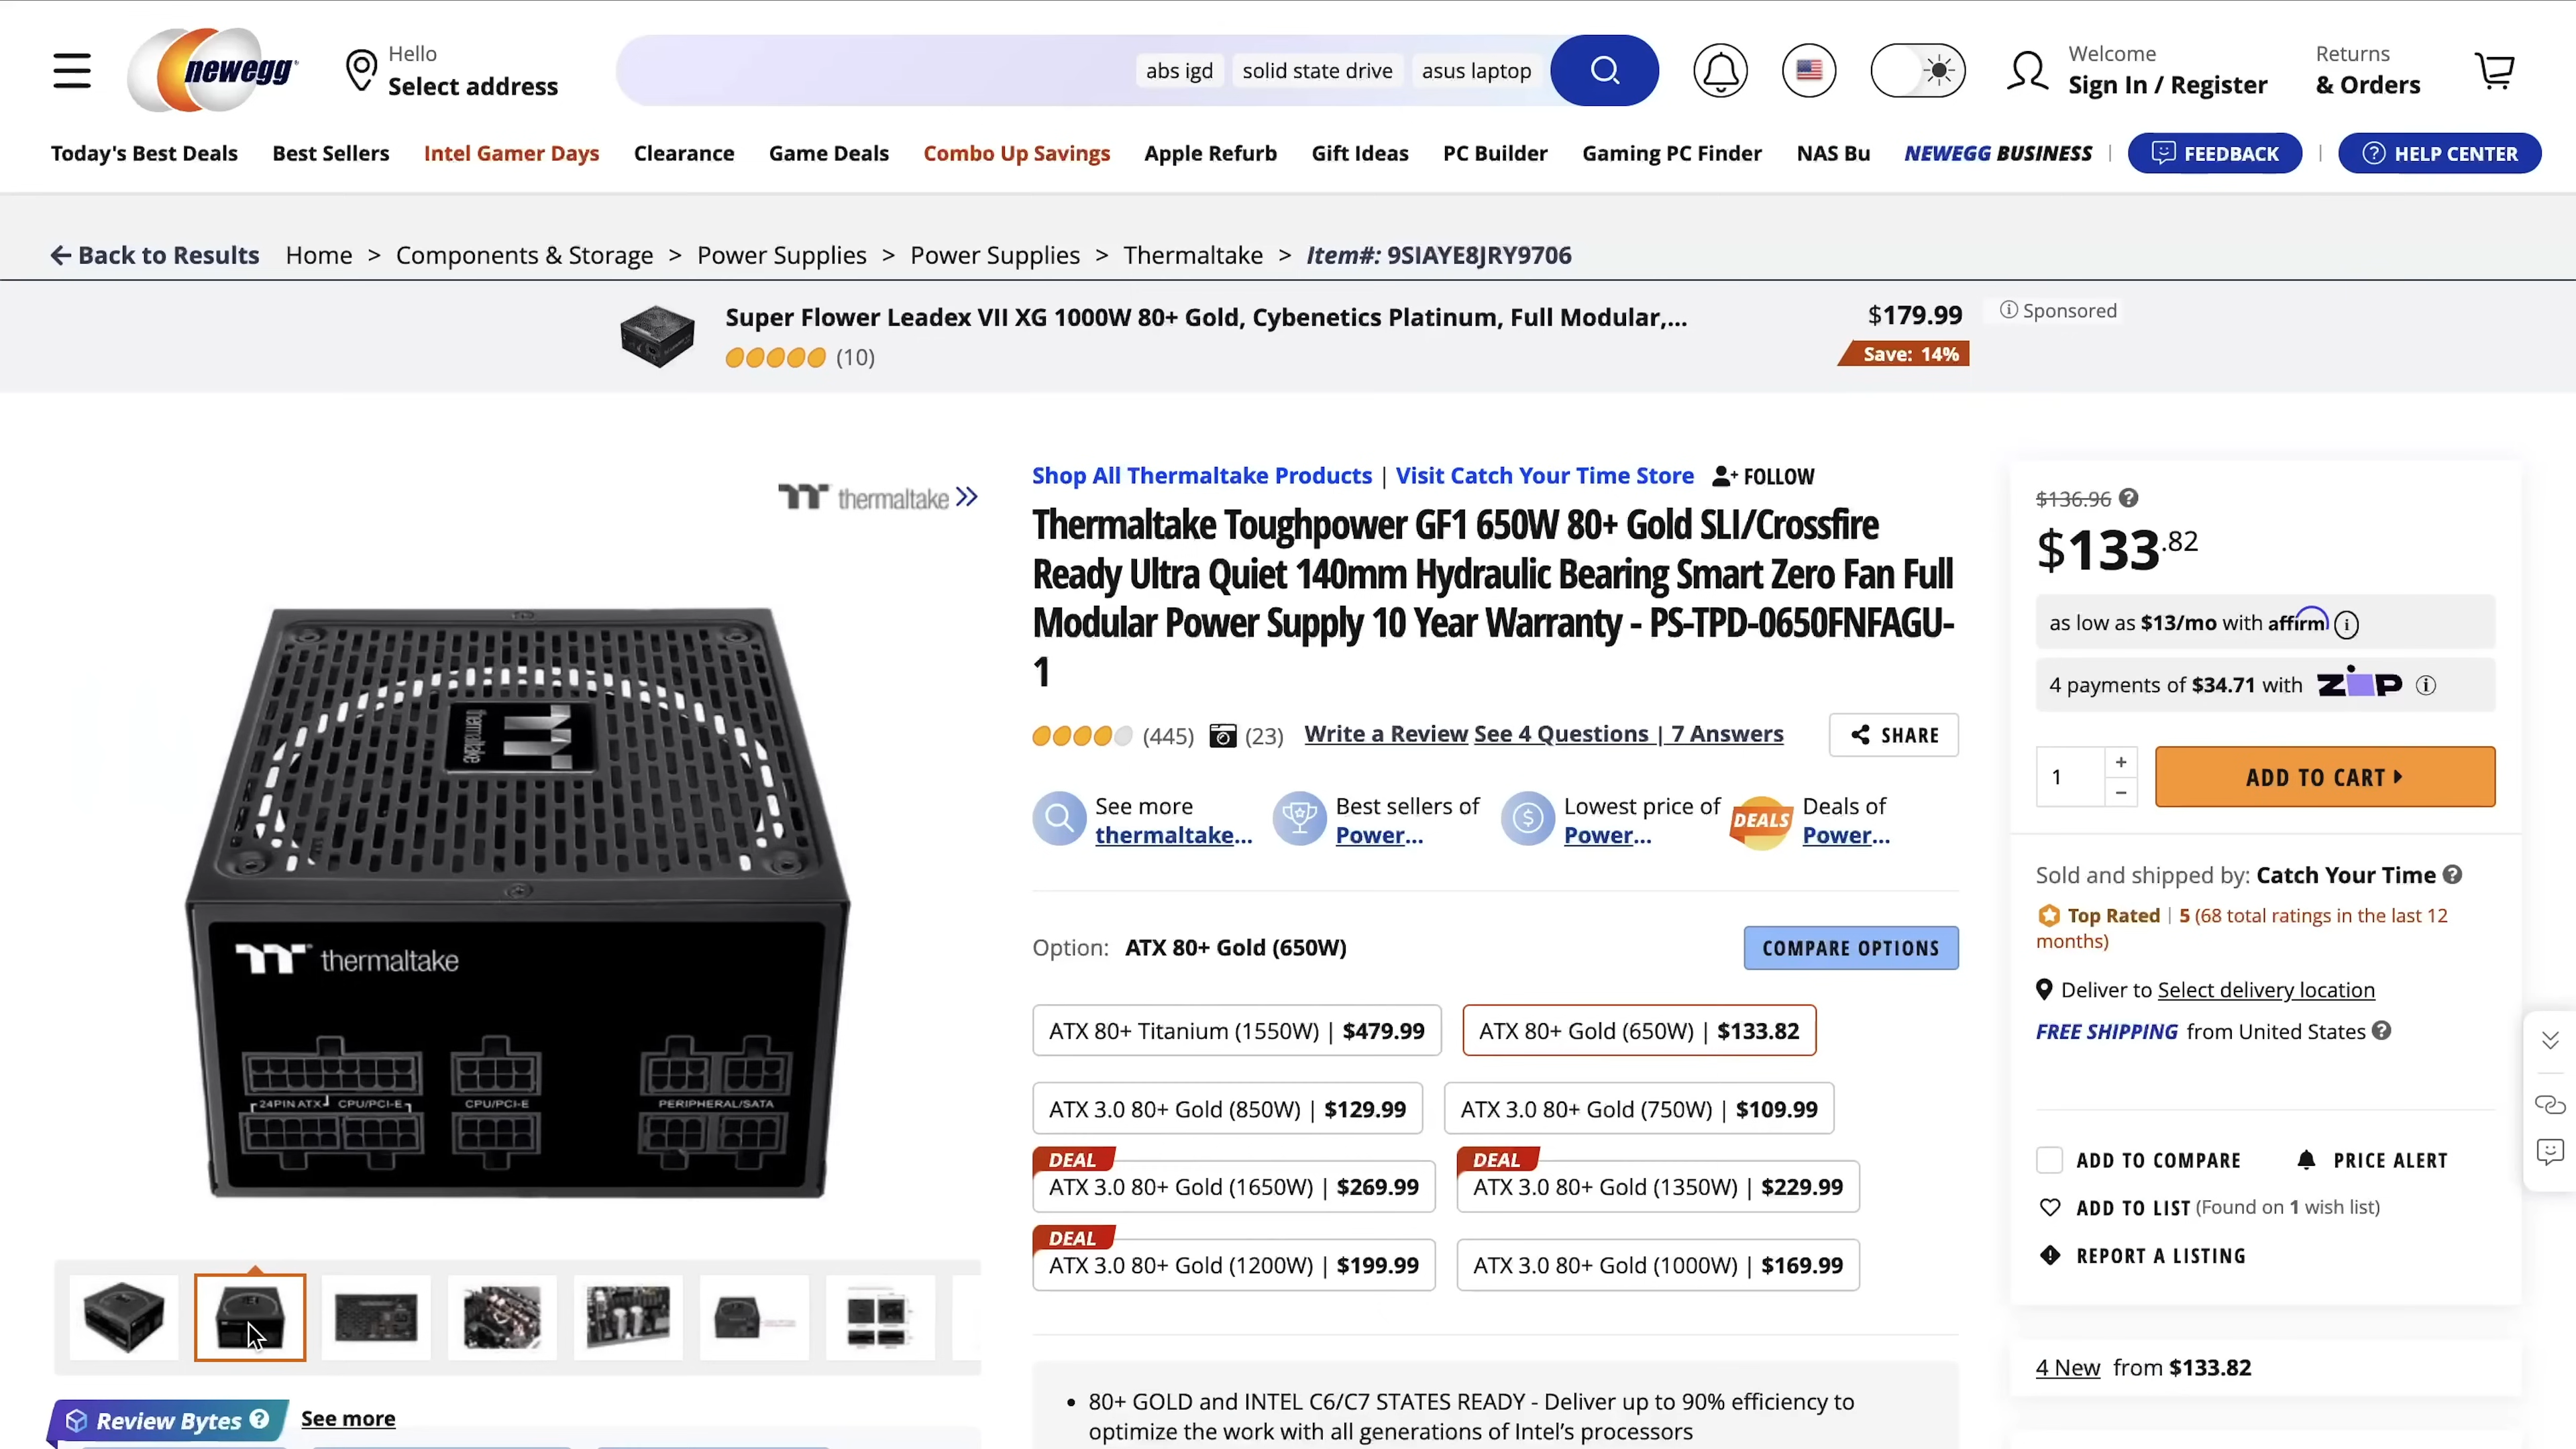 newegg
Hello
Select address
abs igd
solid state drive
asus laptop
Welcome
Sign In / Register
Returns
& Orders
Today's Best Deals
Best Sellers
Intel Gamer Days
Clearance
Game Deals
Combo Up Savings
Apple Refurb
Gift Ideas
PC Builder
Gaming PC Finder
NAS Bu
NEWEGG BUSINESS
FEEDBACK
HELP CENTER
Back to Results
Home > Components & Storage > Power Supplies > Power Supplies > Thermaltake > Item#: 9SIAYE8JRY9706
Super Flower Leadex VII XG 1000W 80+ Gold, Cybenetics Platinum, Full Modular,...
(10)
$179.99
Save: 14%
Sponsored
thermaltake
thermaltake
thermaltake
24PIN ATX CPU/PCI-E
CPU/PCI-E
PERIPHERAL/SATA
Review Bytes
See more
Shop All Thermaltake Products | Visit Catch Your Time Store
FOLLOW
Thermaltake Toughpower GF1 650W 80+ Gold SLI/Crossfire
Ready Ultra Quiet 140mm Hydraulic Bearing Smart Zero Fan Full
Modular Power Supply 10 Year Warranty - PS-TPD-0650FNFAGU-
1
(445)
(23)
Write a Review See 4 Questions | 7 Answers
SHARE
See more
thermaltake...
Best sellers of
Power...
Lowest price of
Power...
DEALS
Deals of
Power...
Option: ATX 80+ Gold (650W)
COMPARE OPTIONS
ATX 80+ Titanium (1550W) | $479.99
ATX 80+ Gold (650W) | $133.82
ATX 3.0 80+ Gold (850W) | $129.99
ATX 3.0 80+ Gold (750W) | $109.99
DEAL
ATX 3.0 80+ Gold (1650W) | $269.99
DEAL
ATX 3.0 80+ Gold (1350W) | $229.99
DEAL
ATX 3.0 80+ Gold (1200W) | $199.99
ATX 3.0 80+ Gold (1000W) | $169.99
• 80+ GOLD and INTEL C6/C7 STATES READY - Deliver up to 90% efficiency to
optimize the work with all generations of Intel's processors
$136.96
$133.82
as low as $13/mo with affirm
4 payments of $34.71 with ZIP
1
ADD TO CART
Sold and shipped by: Catch Your Time
Top Rated | 5 (68 total ratings in the last 12
months)
Deliver to Select delivery location
FREE SHIPPING from United States
ADD TO COMPARE
PRICE ALERT
ADD TO LIST (Found on 1 wish list)
REPORT A LISTING
4 New from $133.82